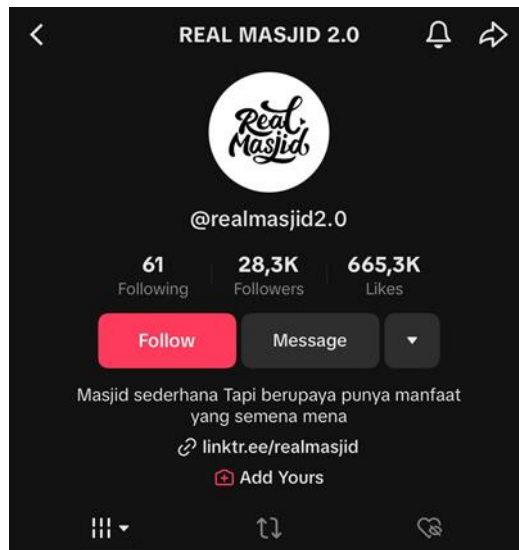 REAL MASJID 2.0
Real
Masjid
@realmasjid2.0
61 28,3K 665,3K
Following Followers Likes
Follow Message
Masjid sederhana Tapi berupaya punya manfaat
yang semena mena
linktr.ee/realmasjid
Add Yours